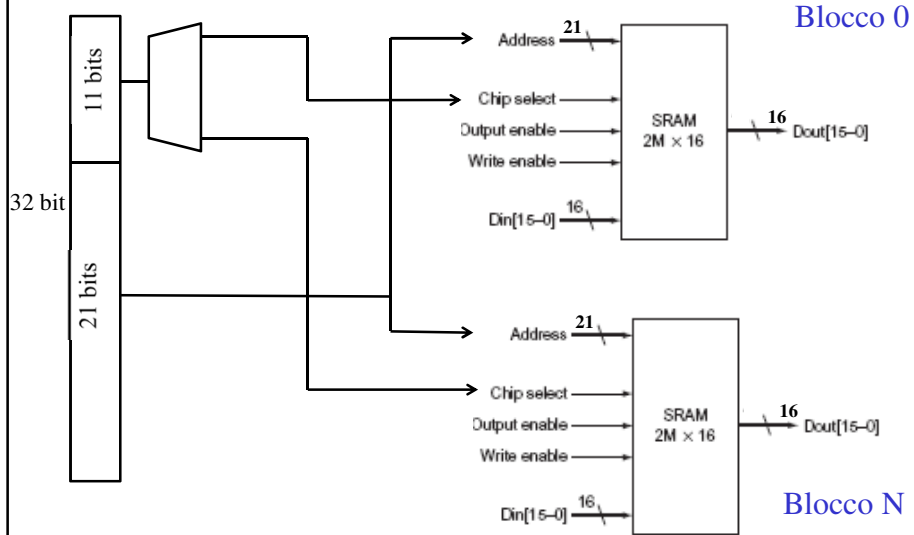 Blocco 0
11 bits
32 bit
21 bits
Address
21
Chip select
Output enable
Write enable
Din[15–0]
16
SRAM
2M × 16
16
Dout[15–0]
Address
21
Chip select
Output enable
Write enable
Din[15–0]
16
SRAM
2M × 16
16
Dout[15–0]
Blocco N